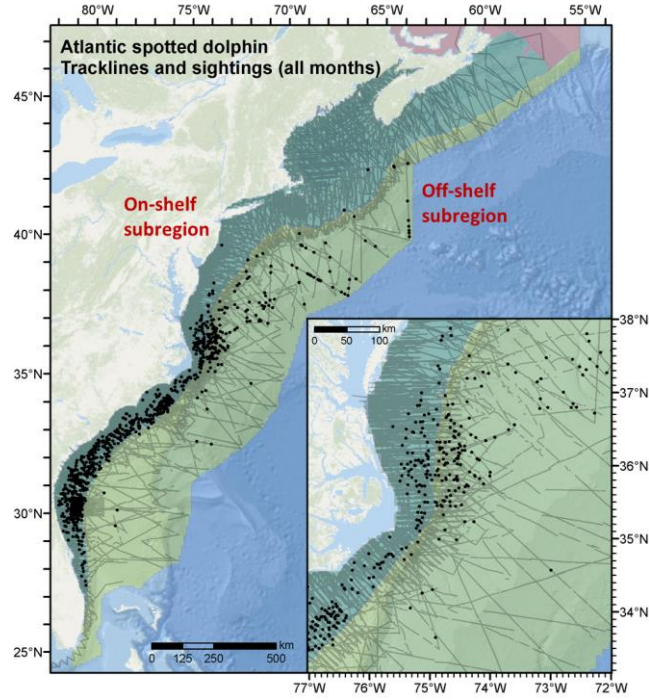 80°W 75°W 70°W 65°W 60°W 55°W
Atlantic spotted dolphin
Tracklines and sightings (all months)
45°N
On-shelf
subregion
Off-shelf
subregion
40°N
35°N
30°N
25°N
km
0 125 250 500
km
0 50 100
38°N
37°N
36°N
35°N
34°N
77°W 76°W 75°W 74°W 73°W 72°W